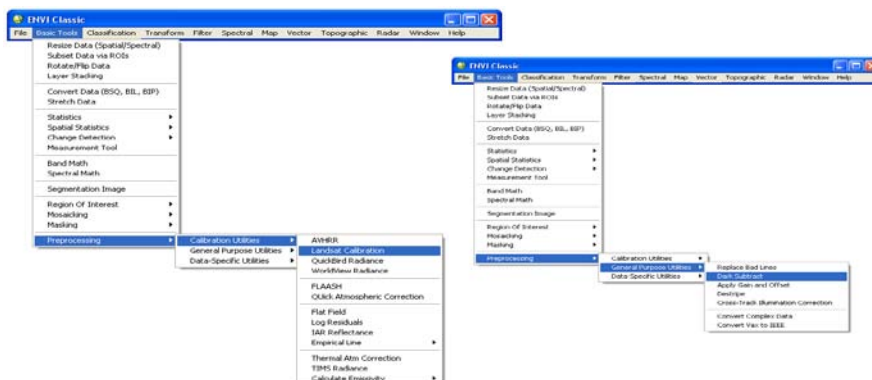 ENVI Classic
File Basic Tools Classification Transform Filter Spectral Map Vector Topographic Radar Window Help
Resize Data (Spatial/Spectral)
Subset Data via ROIs
Rotate/Flip Data
Layer Stacking
Convert Data (BSQ, BIL, BIP)
Stretch Data
Statistics
Spatial Statistics
Change Detection
Measurement Tool
Band Math
Spectral Math
Segmentation Image
Region Of Interest
Mosaicking
Masking
Preprocessing
Calibration Utilities
General Purpose Utilities
Data-Specific Utilities
AVHRR
Landsat Calibration
QuickBird Radiance
WorldView Radiance
FLAASH
QUick Atmospheric Correction
Flat Field
Log Residuals
IAR Reflectance
Empirical Line
Thermal Atm Correction
TIMS Radiance
Calculate Emissivity
ENVI Classic
File Basic Tools Classification Transform Filter Spectral Map Vector Topographic Radar Window Help
Resize Data (Spatial/Spectral)
Subset Data via ROIs
Rotate/Flip Data
Layer Stacking
Convert Data (BSQ, BIL, BIP)
Stretch Data
Statistics
Spatial Statistics
Change Detection
Measurement Tool
Band Math
Spectral Math
Segmentation Image
Region Of Interest
Mosaicking
Masking
Preprocessing
Calibration Utilities
General Purpose Utilities
Data-Specific Utilities
Replace Bad Lines
Dark Subtract
Apply Gain and Offset
Destripe
Cross-Track Illumination Correction
Convert Complex Data
Convert Vax to IEEE